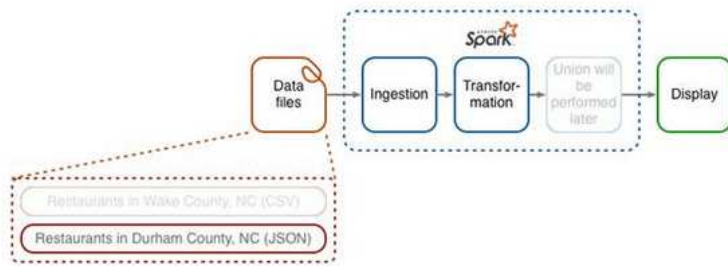 APACHE
Spark
Data
files
Ingestion
Transfor-
mation
Union will
be
performed
later
Display
Restaurants in Wake County, NC (CSV)
Restaurants in Durham County, NC (JSON)